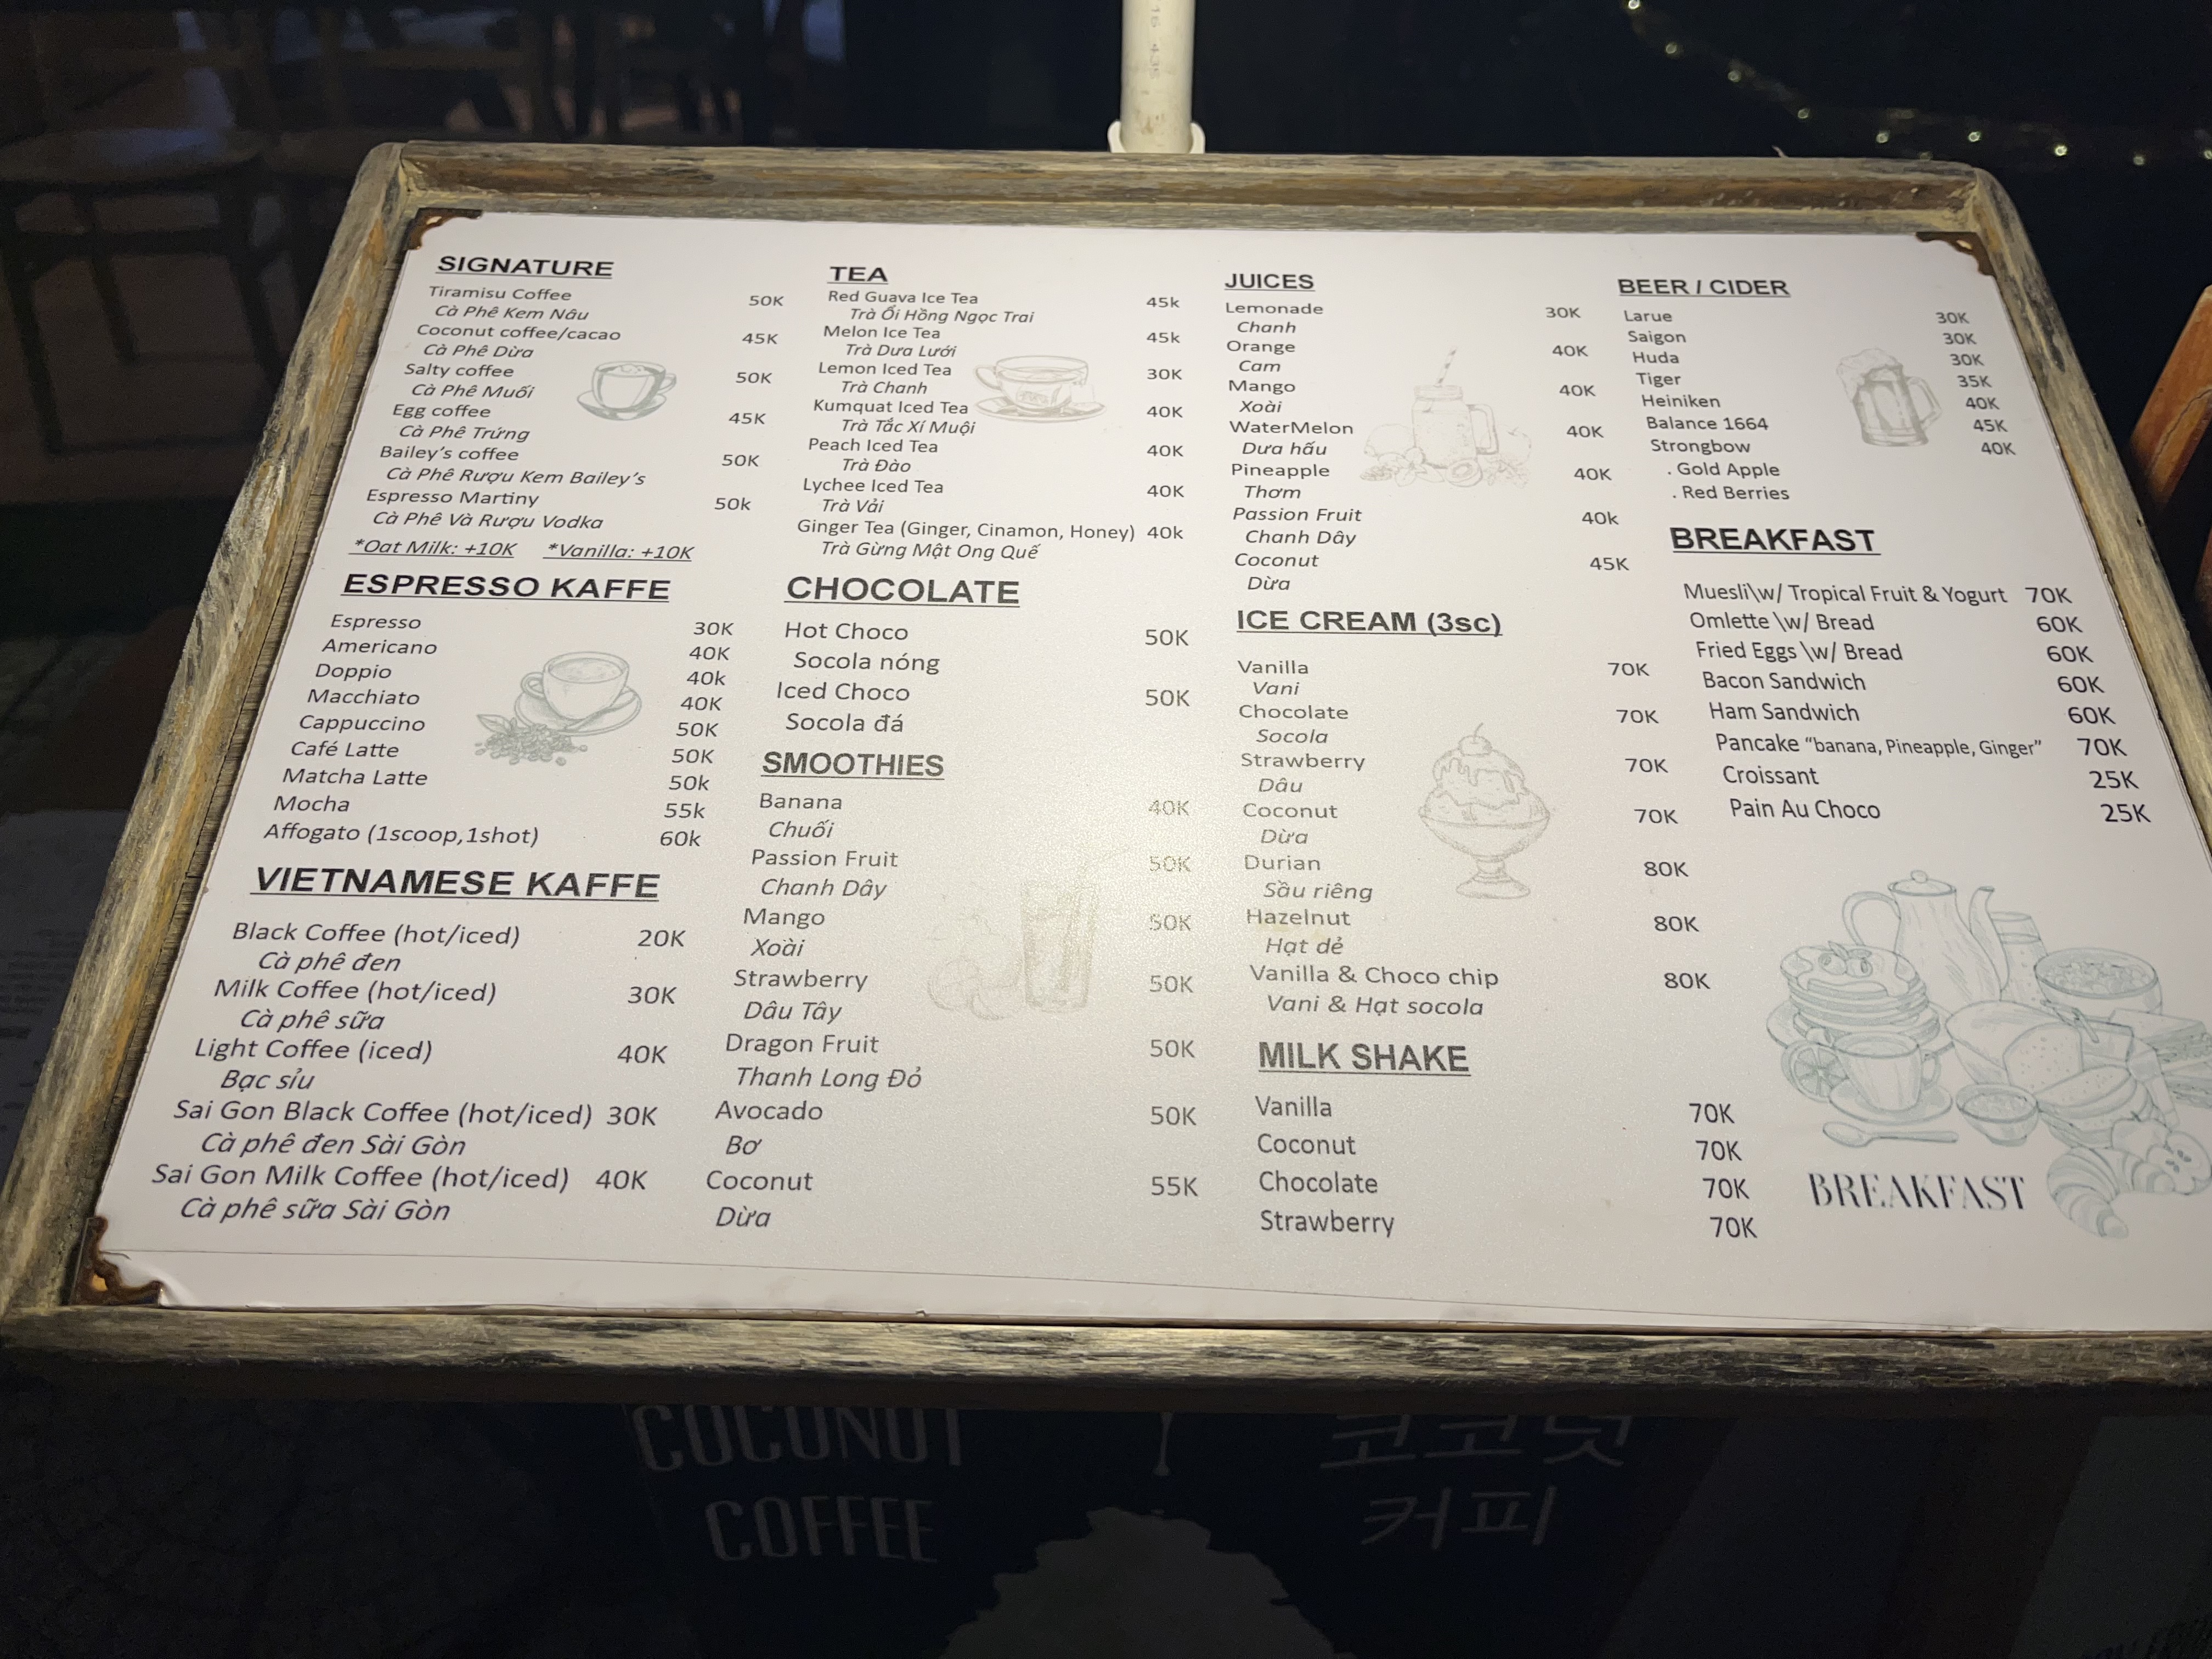 16 436
SIGNATURE
Tiramisu Coffee 50K
Cà Phê Kem Nâu
Coconut coffee/cacao 45K
Cà Phê Dừa
Salty coffee 50K
Cà Phê Muối
Egg coffee 45K
Cà Phê Trứng
Bailey's coffee 50K
Cà Phê Rượu Kem Bailey's
Espresso Martiny 50k
Cà Phê Và Rượu Vodka
*Oat Milk: +10K *Vanilla: +10K
ESPRESSO KAFFE
Espresso 30K
Americano 40K
Doppio 40k
Macchiato 40K
Cappuccino 50K
Café Latte 50K
Matcha Latte 50k
Mocha 55k
Affogato (1scoop,1shot) 60k
VIETNAMESE KAFFE
Black Coffee (hot/iced) 20K
Cà phê đen
Milk Coffee (hot/iced) 30K
Cà phê sữa
Light Coffee (iced) 40K
Bạc sỉu
Sai Gon Black Coffee (hot/iced) 30K
Cà phê đen Sài Gòn
Sai Gon Milk Coffee (hot/iced) 40K
Cà phê sữa Sài Gòn
TEA
Red Guava Ice Tea 45k
Trà Ổi Hồng Ngọc Trai
Melon Ice Tea 45k
Trà Dưa Lưới
Lemon Iced Tea 30K
Trà Chanh
Kumquat Iced Tea 40K
Trà Tắc Xí Muội
Peach Iced Tea 40K
Trà Đào
Lychee Iced Tea 40K
Trà Vải
Ginger Tea (Ginger, Cinamon, Honey) 40k
Trà Gừng Mật Ong Quế
CHOCOLATE
Hot Choco 50K
Socola nóng
Iced Choco 50K
Socola đá
SMOOTHIES
Banana 40K
Chuối
Passion Fruit 50K
Chanh Dây
Mango 50K
Xoài
Strawberry 50K
Dâu Tây
Dragon Fruit 50K
Thanh Long Đỏ
Avocado 50K
Bơ
Coconut 55K
Dừa
JUICES
Lemonade 30K
Chanh
Orange 40K
Cam
Mango 40K
Xoài
WaterMelon 40K
Dưa hấu
Pineapple 40K
Thơm
Passion Fruit 40k
Chanh Dây
Coconut 45K
Dừa
ICE CREAM (3sc)
Vanilla 70K
Vani
Chocolate 70K
Socola
Strawberry 70K
Dâu
Coconut 70K
Dừa
Durian 80K
Sầu riêng
Hazelnut 80K
Hạt dẻ
Vanilla & Choco chip 80K
Vani & Hạt socola
MILK SHAKE
Vanilla 70K
Coconut 70K
Chocolate 70K
Strawberry 70K
BEER / CIDER
Larue 30K
Saigon 30K
Huda 30K
Tiger 35K
Heiniken 40K
Balance 1664 45K
Strongbow 40K
. Gold Apple
. Red Berries
BREAKFAST
Muesli\w/ Tropical Fruit & Yogurt 70K
Omlette \w/ Bread 60K
Fried Eggs \w/ Bread 60K
Bacon Sandwich 60K
Ham Sandwich 60K
Pancake "banana, Pineapple, Ginger" 70K
Croissant 25K
Pain Au Choco 25K
BREAKFAST
COCONUT
COFFEE
코코넛
커피